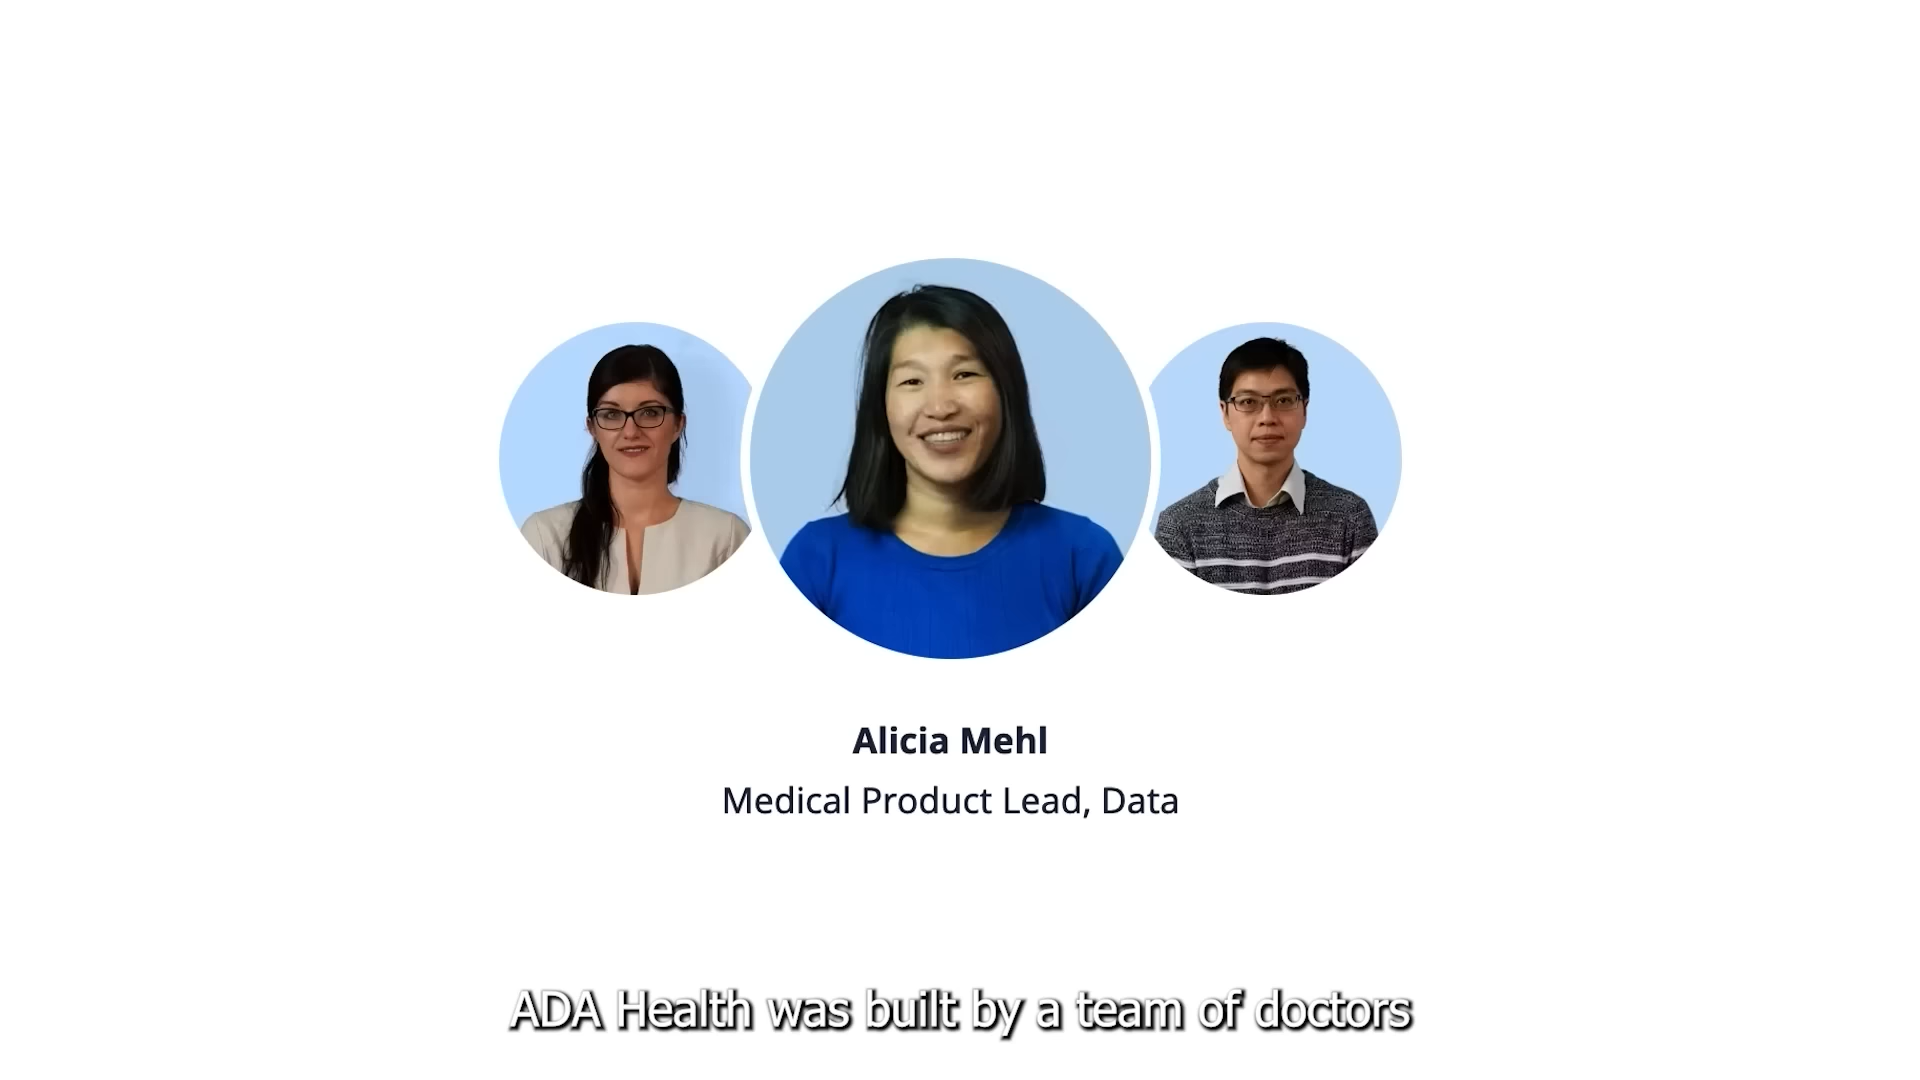 Alicia Mehl
Medical Product Lead, Data
ADA Health was built by a team of doctors